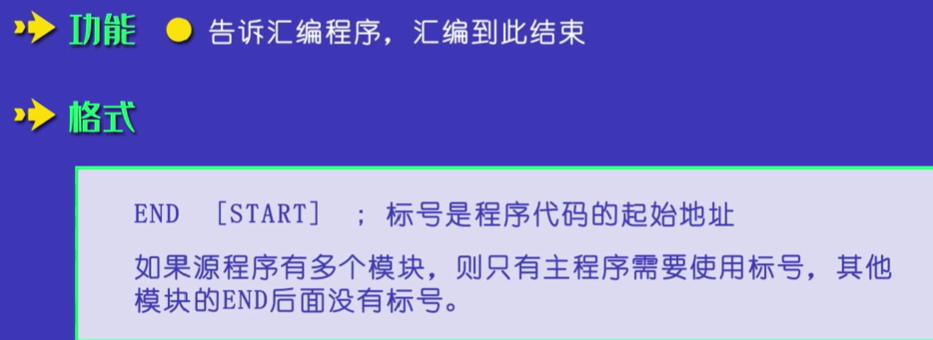 功能 ● 告诉汇编程序，汇编到此结束
格式
END [START] ; 标号是程序代码的起始地址
如果源程序有多个模块，则只有主程序需要使用标号，其他
模块的END后面没有标号。